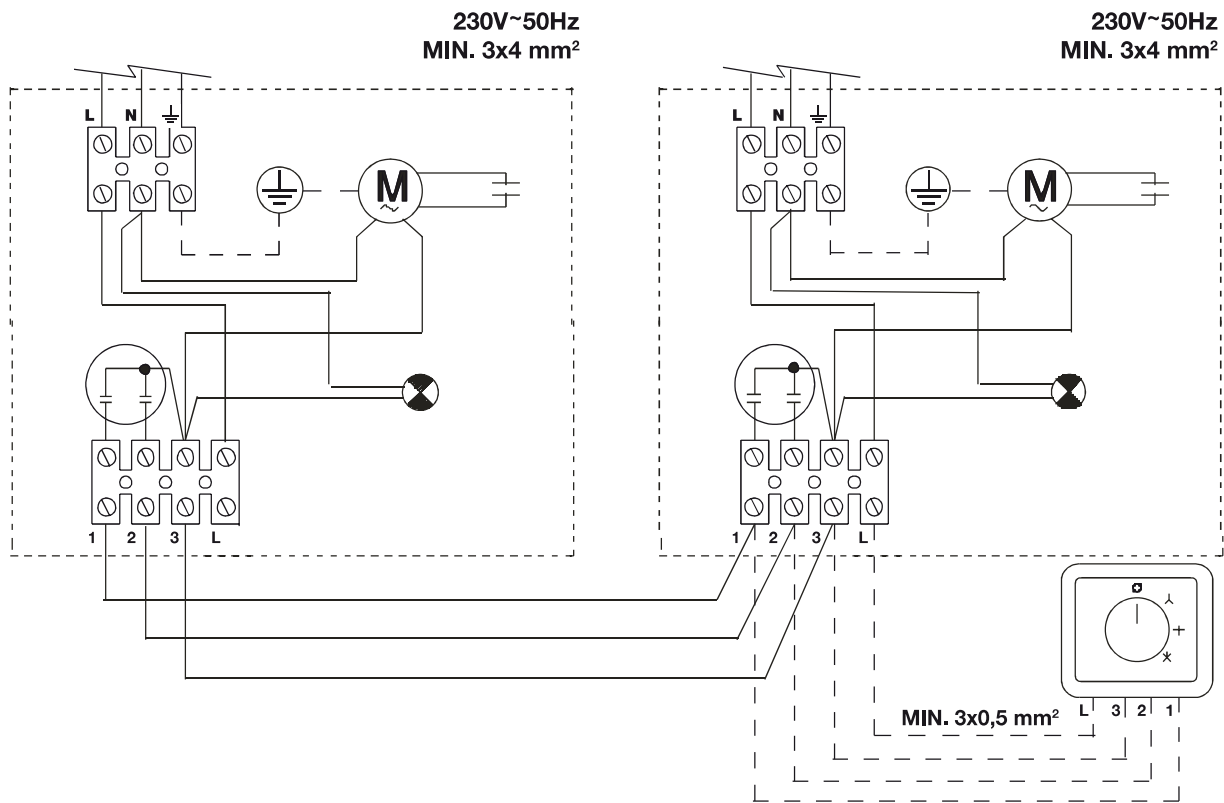 230V~50Hz
MIN. 3x4 mm²
230V~50Hz
MIN. 3x4 mm²
L N
L N
M
M
1 2 3 L
1 2 3 L
MIN. 3x0,5 mm²
L 3 2 1